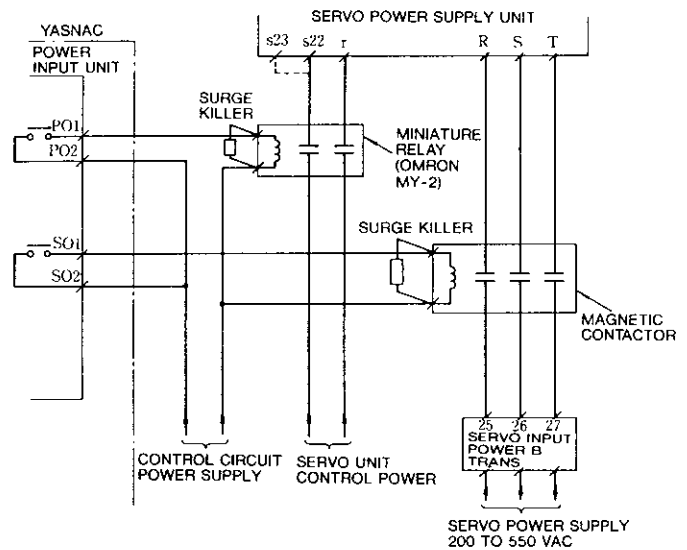 SERVO POWER SUPPLY UNIT
YASNAC
POWER
INPUT UNIT
s23 s22 r R S T
SURGE
KILLER
PO1
PO2
MINIATURE
RELAY
(OMRON
MY-2)
SURGE KILLER
SO1
SO2
MAGNETIC
CONTACTOR
25 26 27
SERVO INPUT
POWER B
TRANS
CONTROL CIRCUIT
POWER SUPPLY
SERVO UNIT
CONTROL POWER
SERVO POWER SUPPLY
200 TO 550 VAC